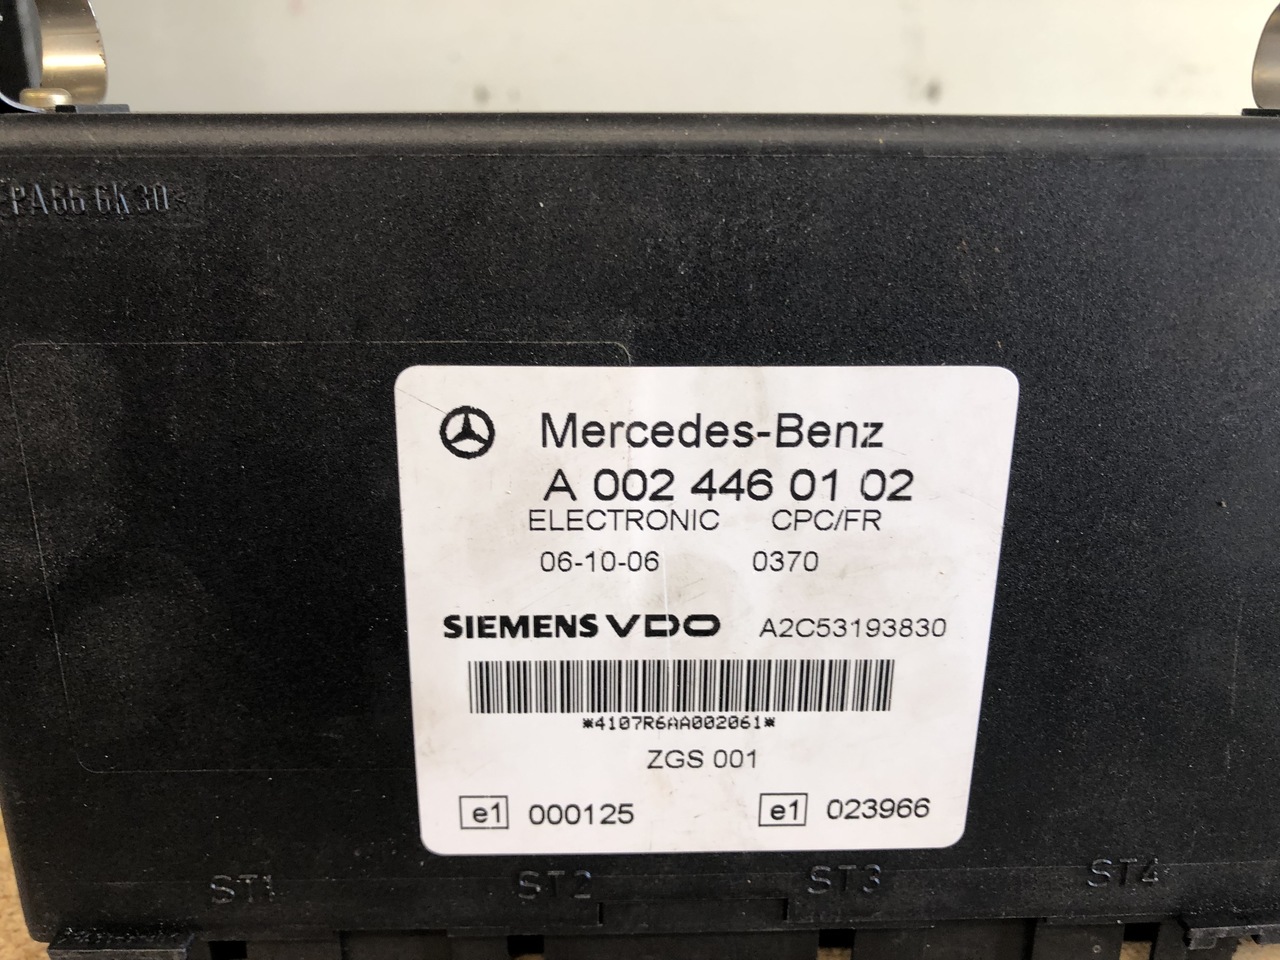 >PA66 GK30<
Mercedes-Benz
A 002 446 01 02
ELECTRONIC CPC/FR
06-10-06 0370
SIEMENS VDO A2C53193830
*4107R6AA002061*
ZGS 001
e1 000125 e1 023966
ST1 ST2 ST3 ST4